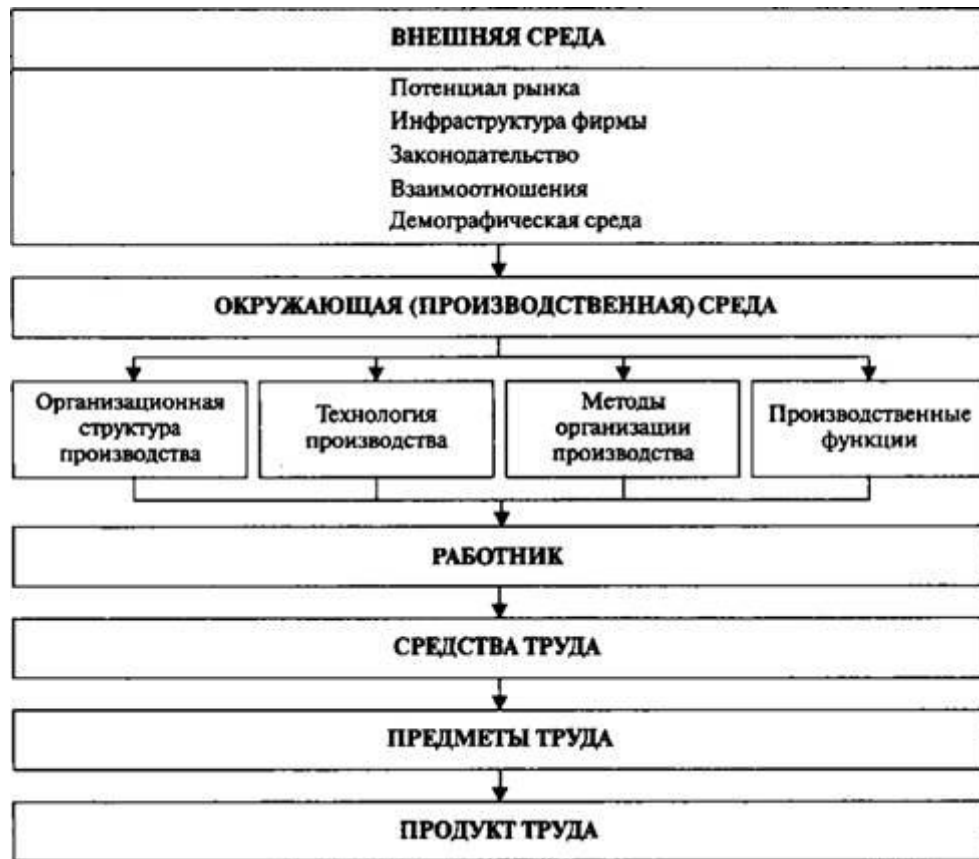 ВНЕШНЯЯ СРЕДА
Потенциал рынка
Инфраструктура фирмы
Законодательство
Взаимоотношения
Демографическая среда
ОКРУЖАЮЩАЯ (ПРОИЗВОДСТВЕННАЯ) СРЕДА
Организационная
структура
производства
Технология
производства
Методы
организации
производства
Производственные
функции
РАБОТНИК
СРЕДСТВА ТРУДА
ПРЕДМЕТЫ ТРУДА
ПРОДУКТ ТРУДА